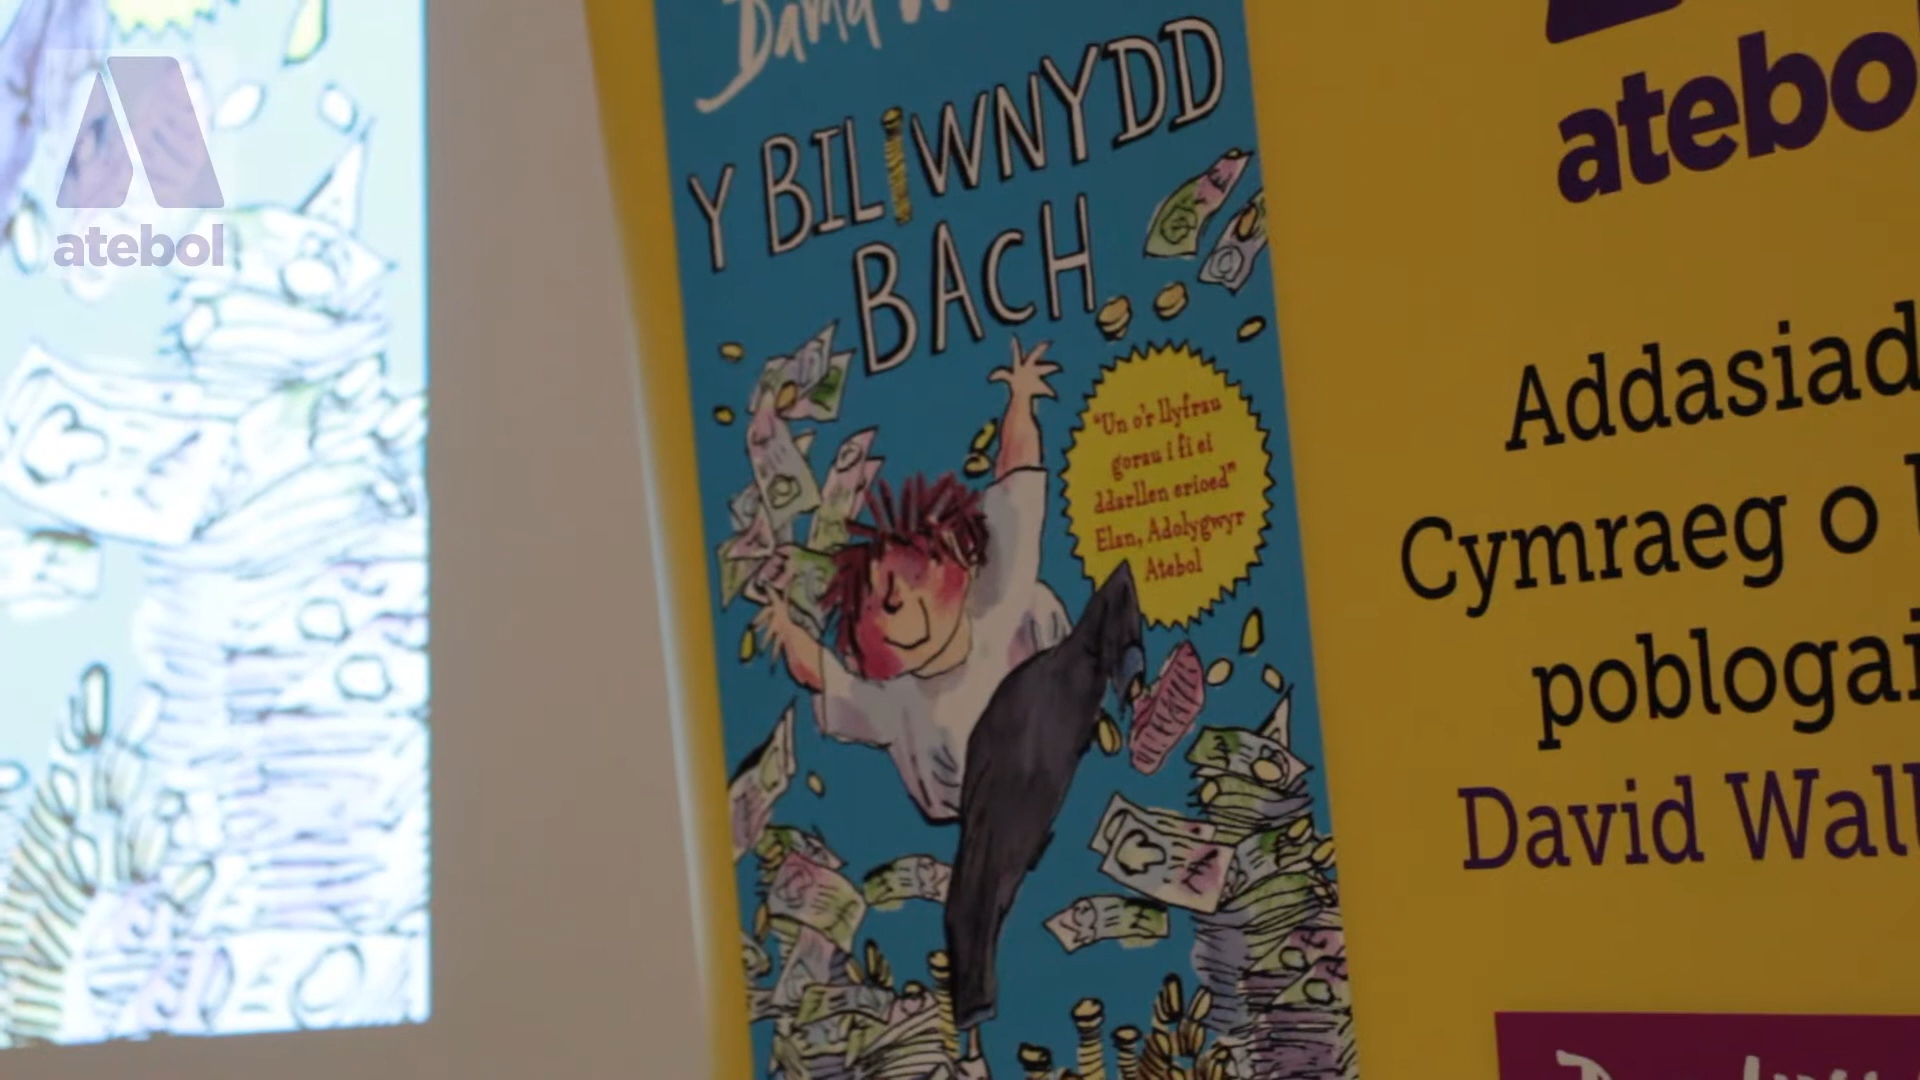 atebol
David
Y BILIWNYDD
BACH
"Un o'r llyfrau
gorau i fi ei
ddarllen erioed"
Elan, Adolygwyr
Atebol
atebo
Addasiad
Cymraeg o
poblogai
David Wall